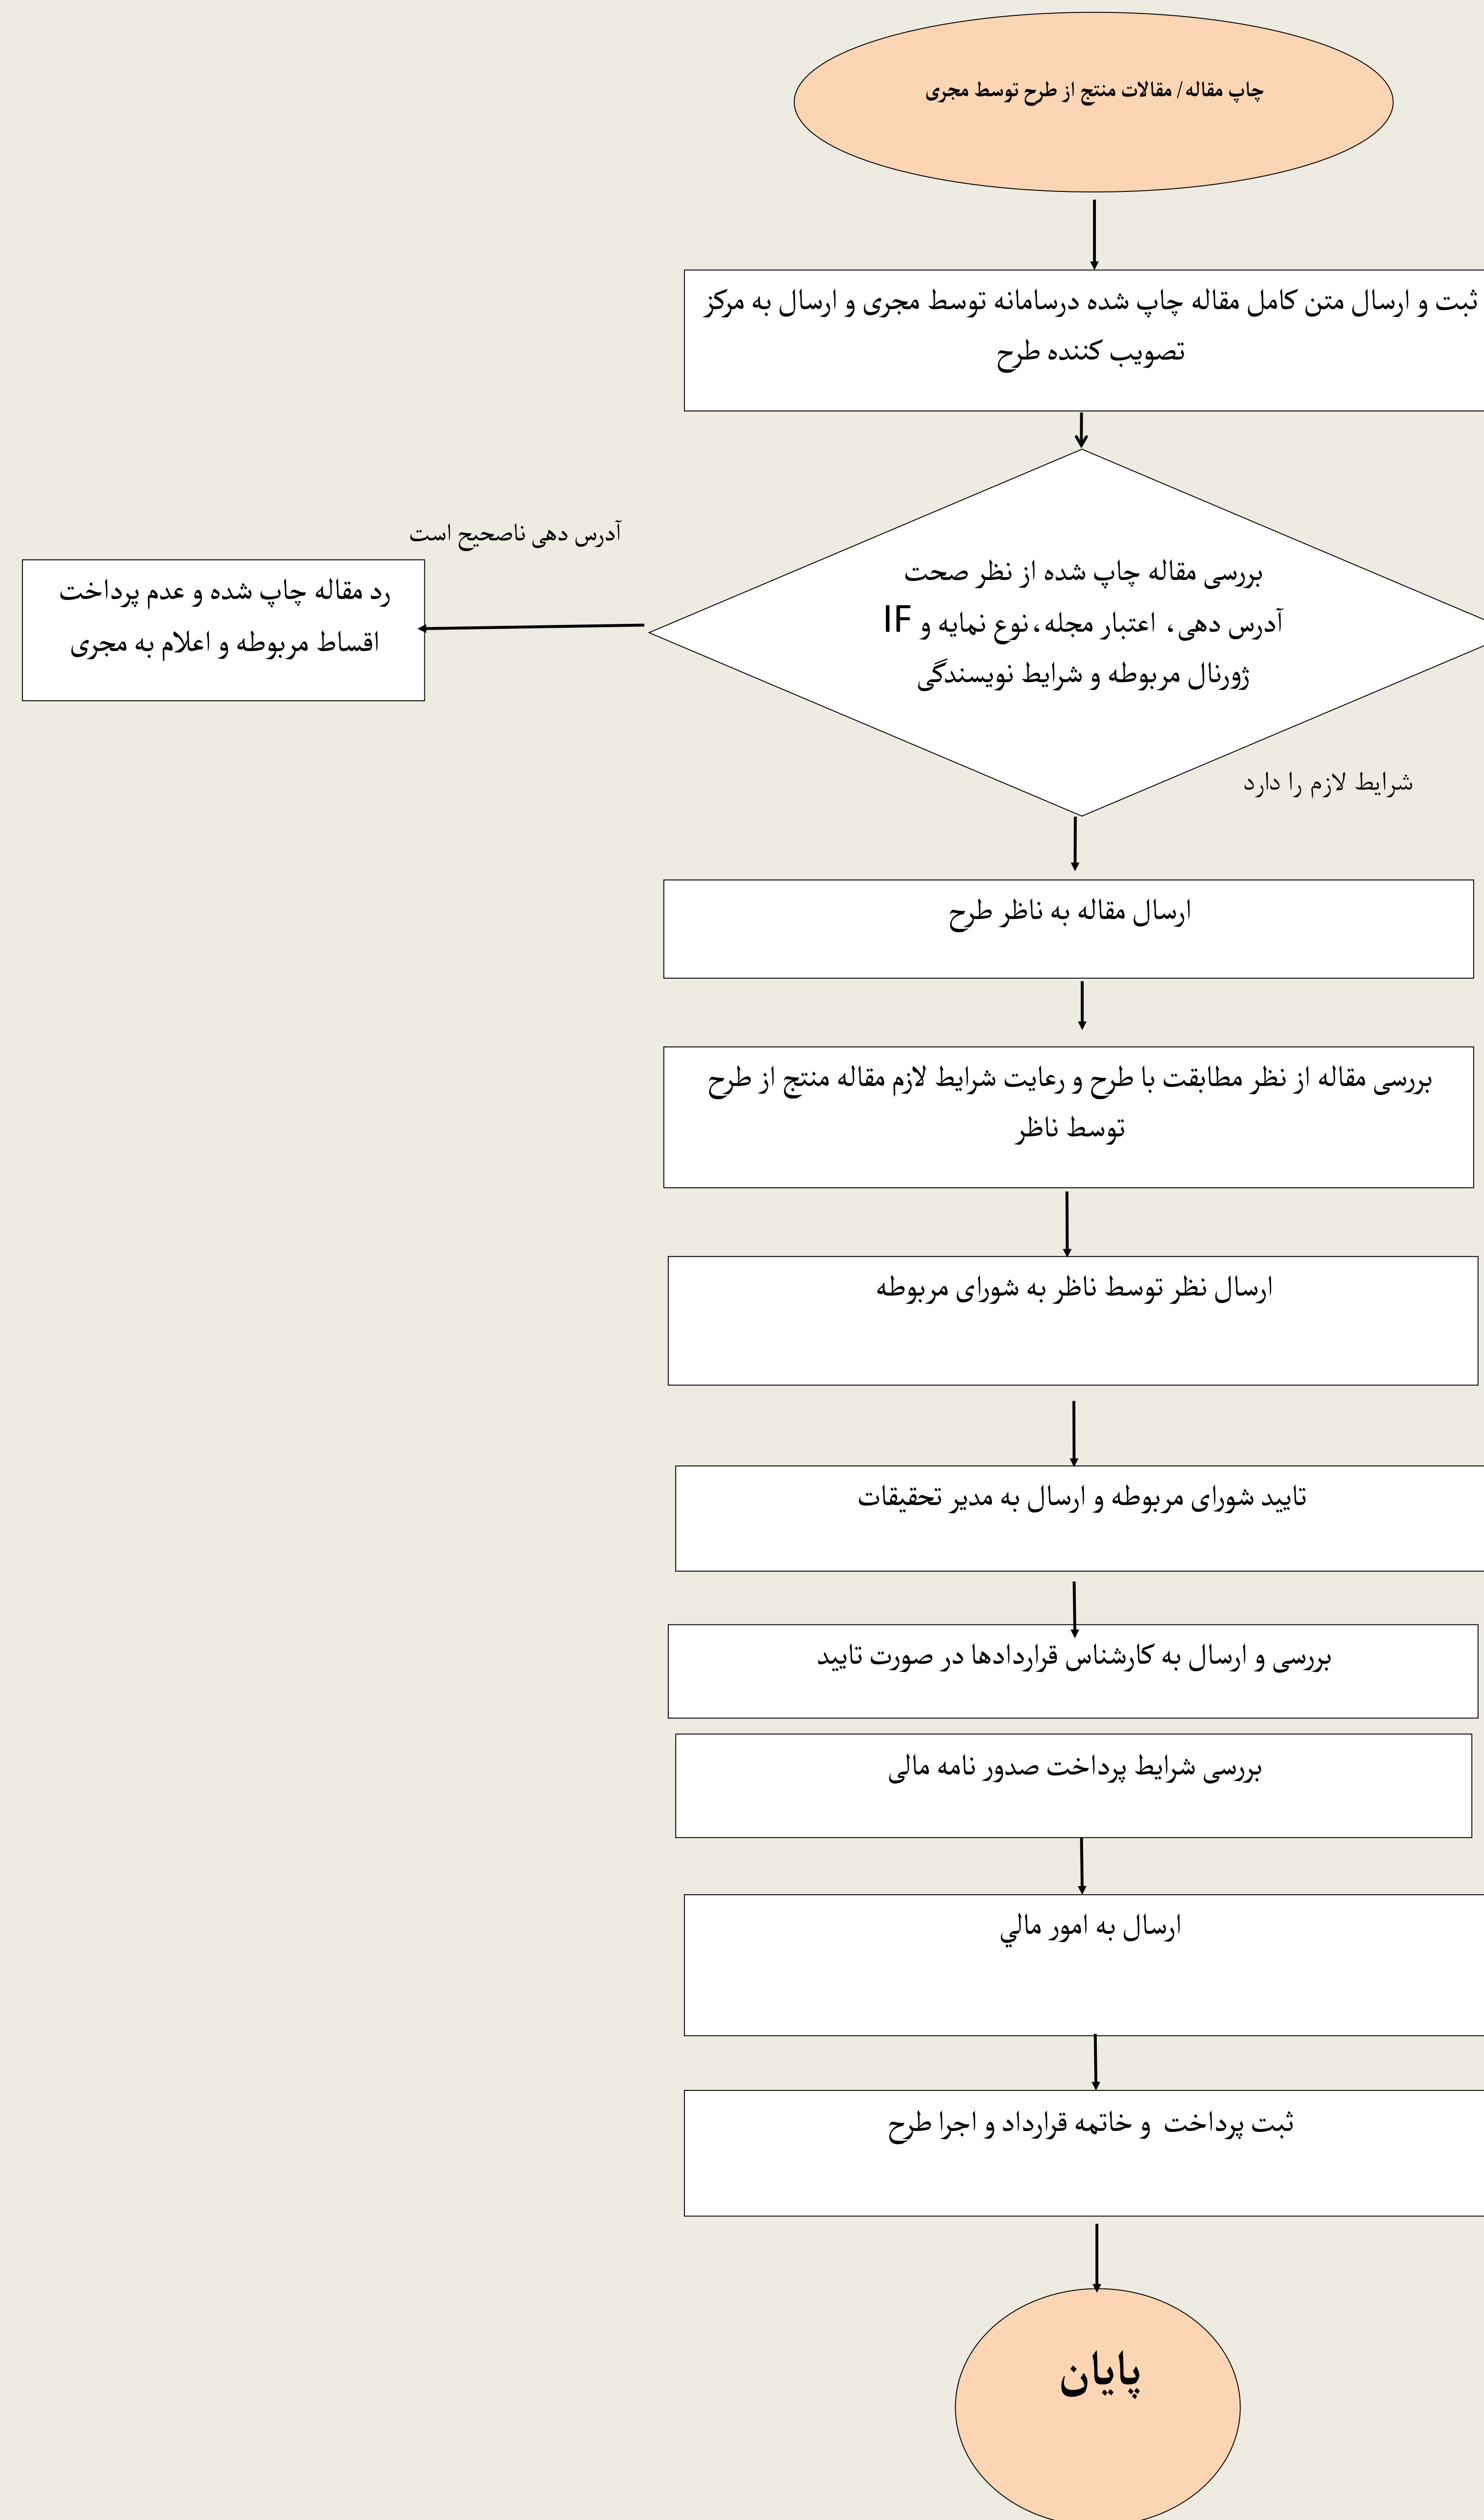 چاپ مقاله/ مقالات منتج از طرح توسط مجری
ثبت و ارسال متن کامل مقاله چاپ شده درسامانه توسط مجری و ارسال به مرکز
تصویب کننده طرح
آدرس دهی ناصحیح است
رد مقاله چاپ شده و عدم پرداخت
اقساط مربوطه و اعلام به مجری
بررسی مقاله چاپ شده از نظر صحت
آدرس دهی، اعتبار مجله،نوع نمایه و IF
ژورنال مربوطه و شرایط نویسندگی
شرایط لازم را دارد
ارسال مقاله به ناظر طرح
بررسی مقاله از نظر مطابقت با طرح و رعایت شرایط لازم مقاله منتج از طرح
توسط ناظر
ارسال نظر توسط ناظر به شورای مربوطه
تایید شورای مربوطه و ارسال به مدیر تحقیقات
بررسی و ارسال به کارشناس قراردادها در صورت تایید
بررسی شرایط پرداخت صدور نامه مالی
ارسال به امور مالي
ثبت پرداخت و خاتمه قرارداد و اجرا طرح
پایان